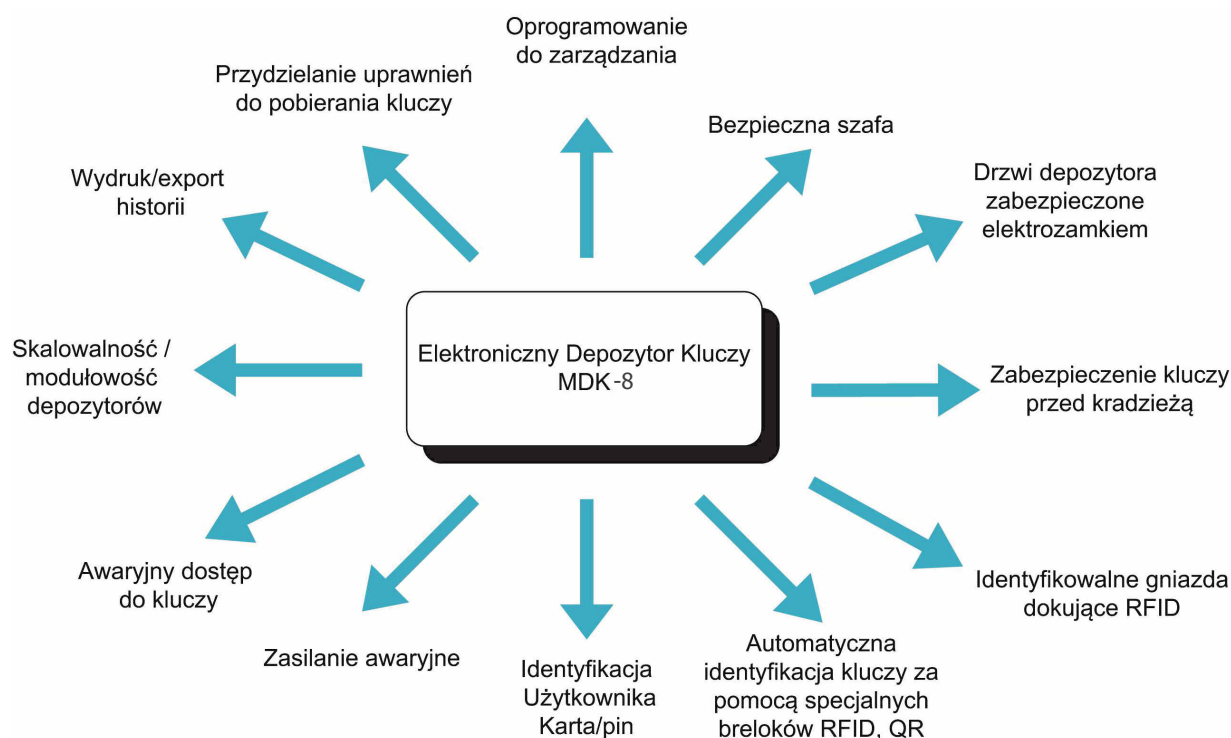 Oprogramowanie
do zarządzania
Przydzielanie uprawnień
do pobierania kluczy
Bezpieczna szafa
Wydruk/export
historii
Drzwi depozytora
zabezpieczone
elektrozamkiem
Elektroniczny Depozytor Kluczy
MDK-8
Skalowalność /
modułowość
depozytorów
Zabezpieczenie kluczy
przed kradzieżą
Awaryjny dostęp
do kluczy
Identyfikowalne gniazda
dokujące RFID
Zasilanie awaryjne
Identyfikacja
Użytkownika
Karta/pin
Automatyczna
identyfikacja kluczy za
pomocą specjalnych
breloków RFID, QR